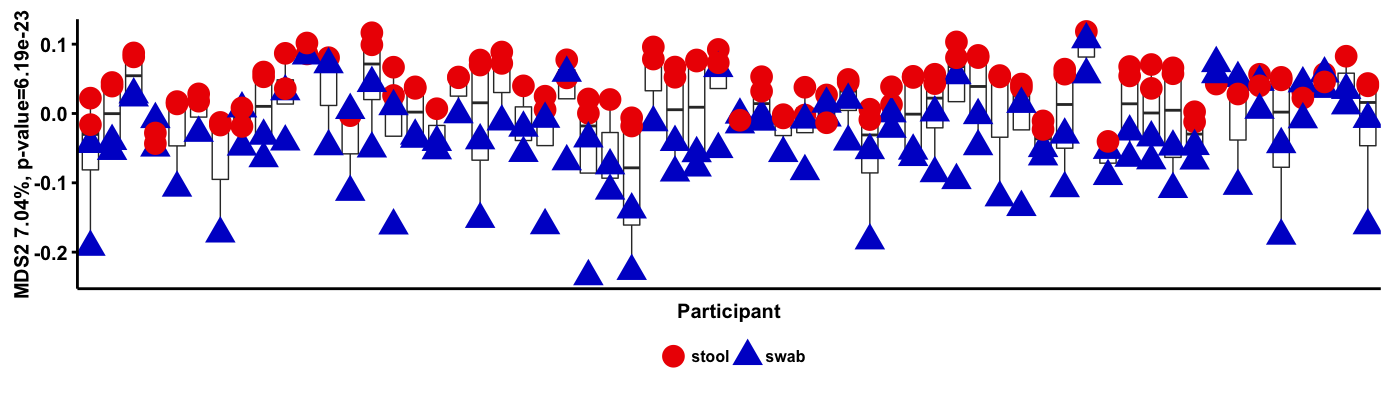 MDS2 7.04%, p-value=6.19e-23
0.1
0.0
-0.1
-0.2
Participant
stool swab